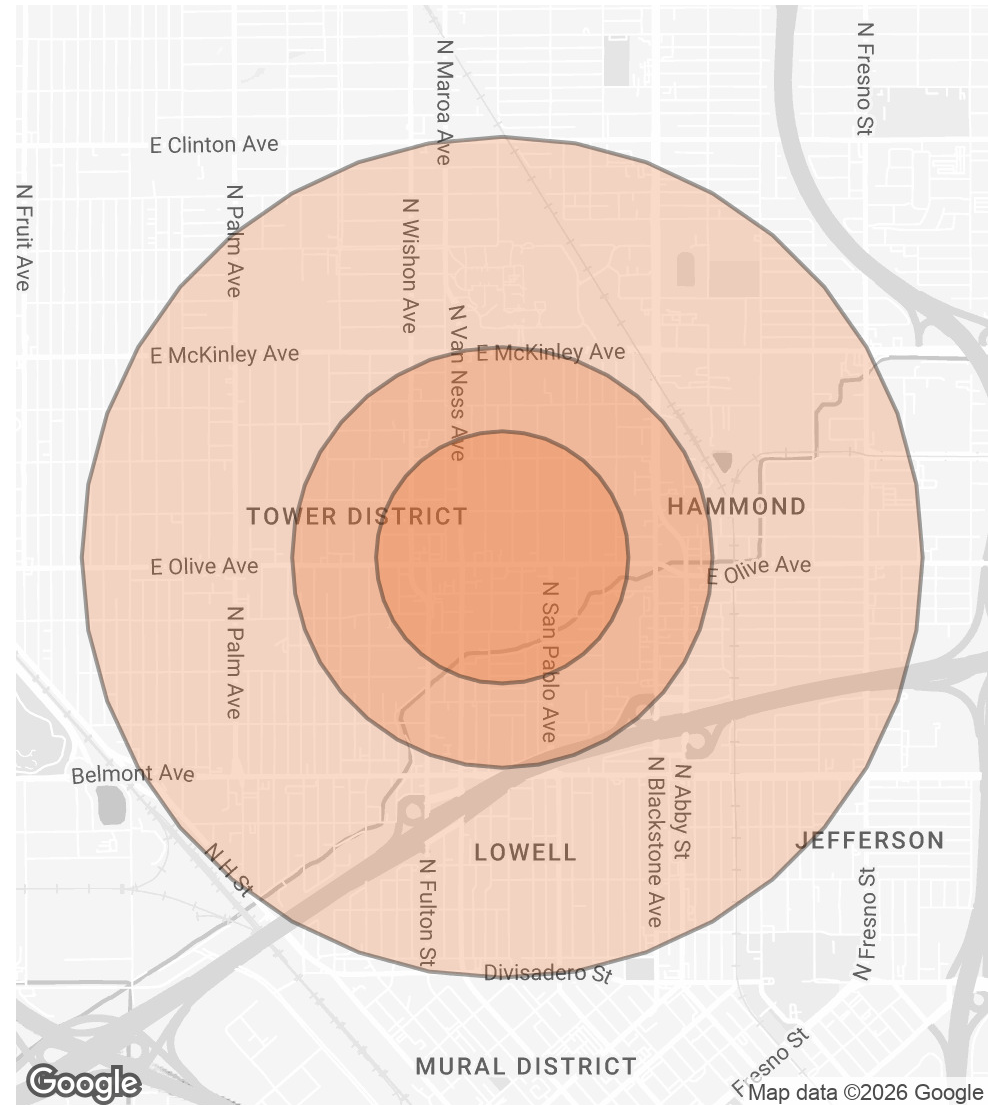 N Maroa Ave
N Fresno St
E Clinton Ave
N Fruit Ave
N Palm Ave
N Wishon Ave
N Van Ness Ave
E McKinley Ave
E McKinley Ave
TOWER DISTRICT
HAMMOND
E Olive Ave
E Olive Ave
N San Pablo Ave
N Palm Ave
Belmont Ave
N Blackstone Ave
N Abby St
JEFFERSON
N H St
LOWELL
N Fulton St
N Fresno St
Divisadero St
Fresno St
MURAL DISTRICT
Google
Map data ©2026 Google